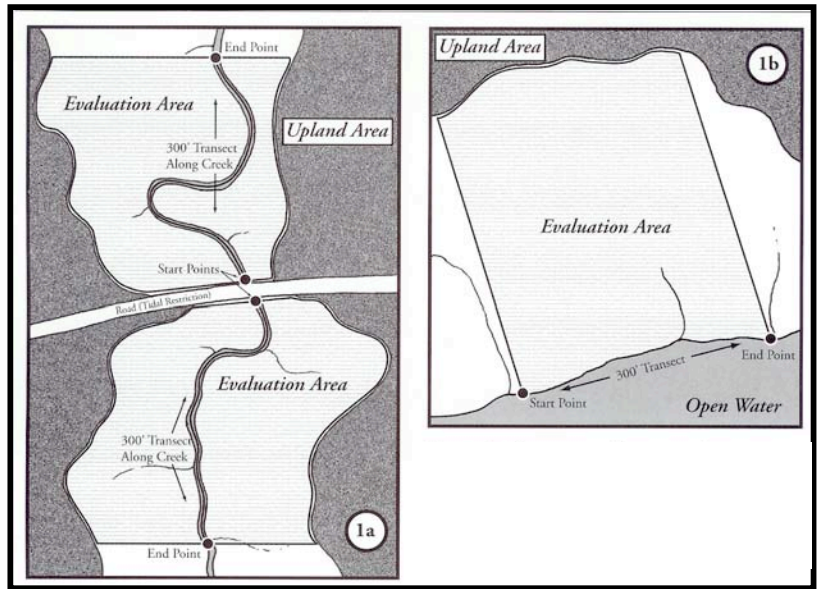 End Point
Evaluation Area
Upland Area
300' Transect
Along Creek
Start Points
Road (Tidal Restriction)
Evaluation Area
300' Transect
Along Creek
1a
End Point
Upland Area
1b
Evaluation Area
300' Transect
End Point
Start Point
Open Water